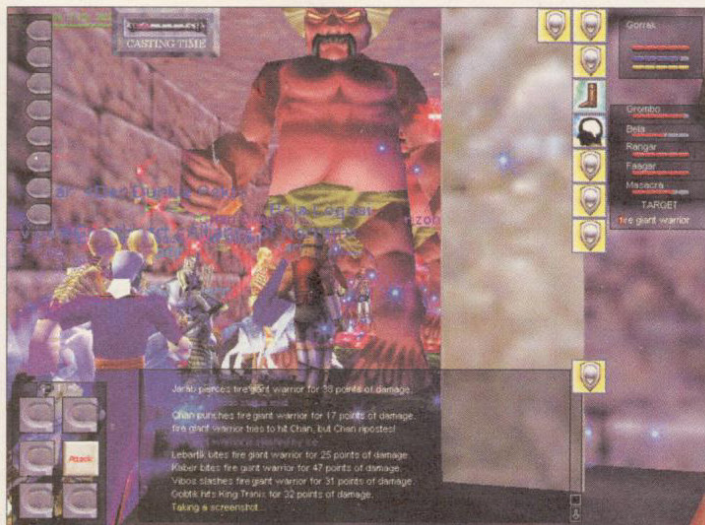 CASTING TIME
Gorrak
Grombo
Bela
Rangar
Faagar
Masacra
TARGET
fire giant warrior
Jarab pierces fire giant warrior for 38 points of damage.
Chan punches fire giant warrior for 17 points of damage.
fire giant warrior tries to hit Chan, but Chan ripostes!
Lebartik bites fire giant warrior for 25 points of damage.
Kaber bites fire giant warrior for 47 points of damage.
Vibos slashes fire giant warrior for 31 points of damage.
Gobtik hits King Tranix for 32 points of damage.
Taking a screenshot...
Attack